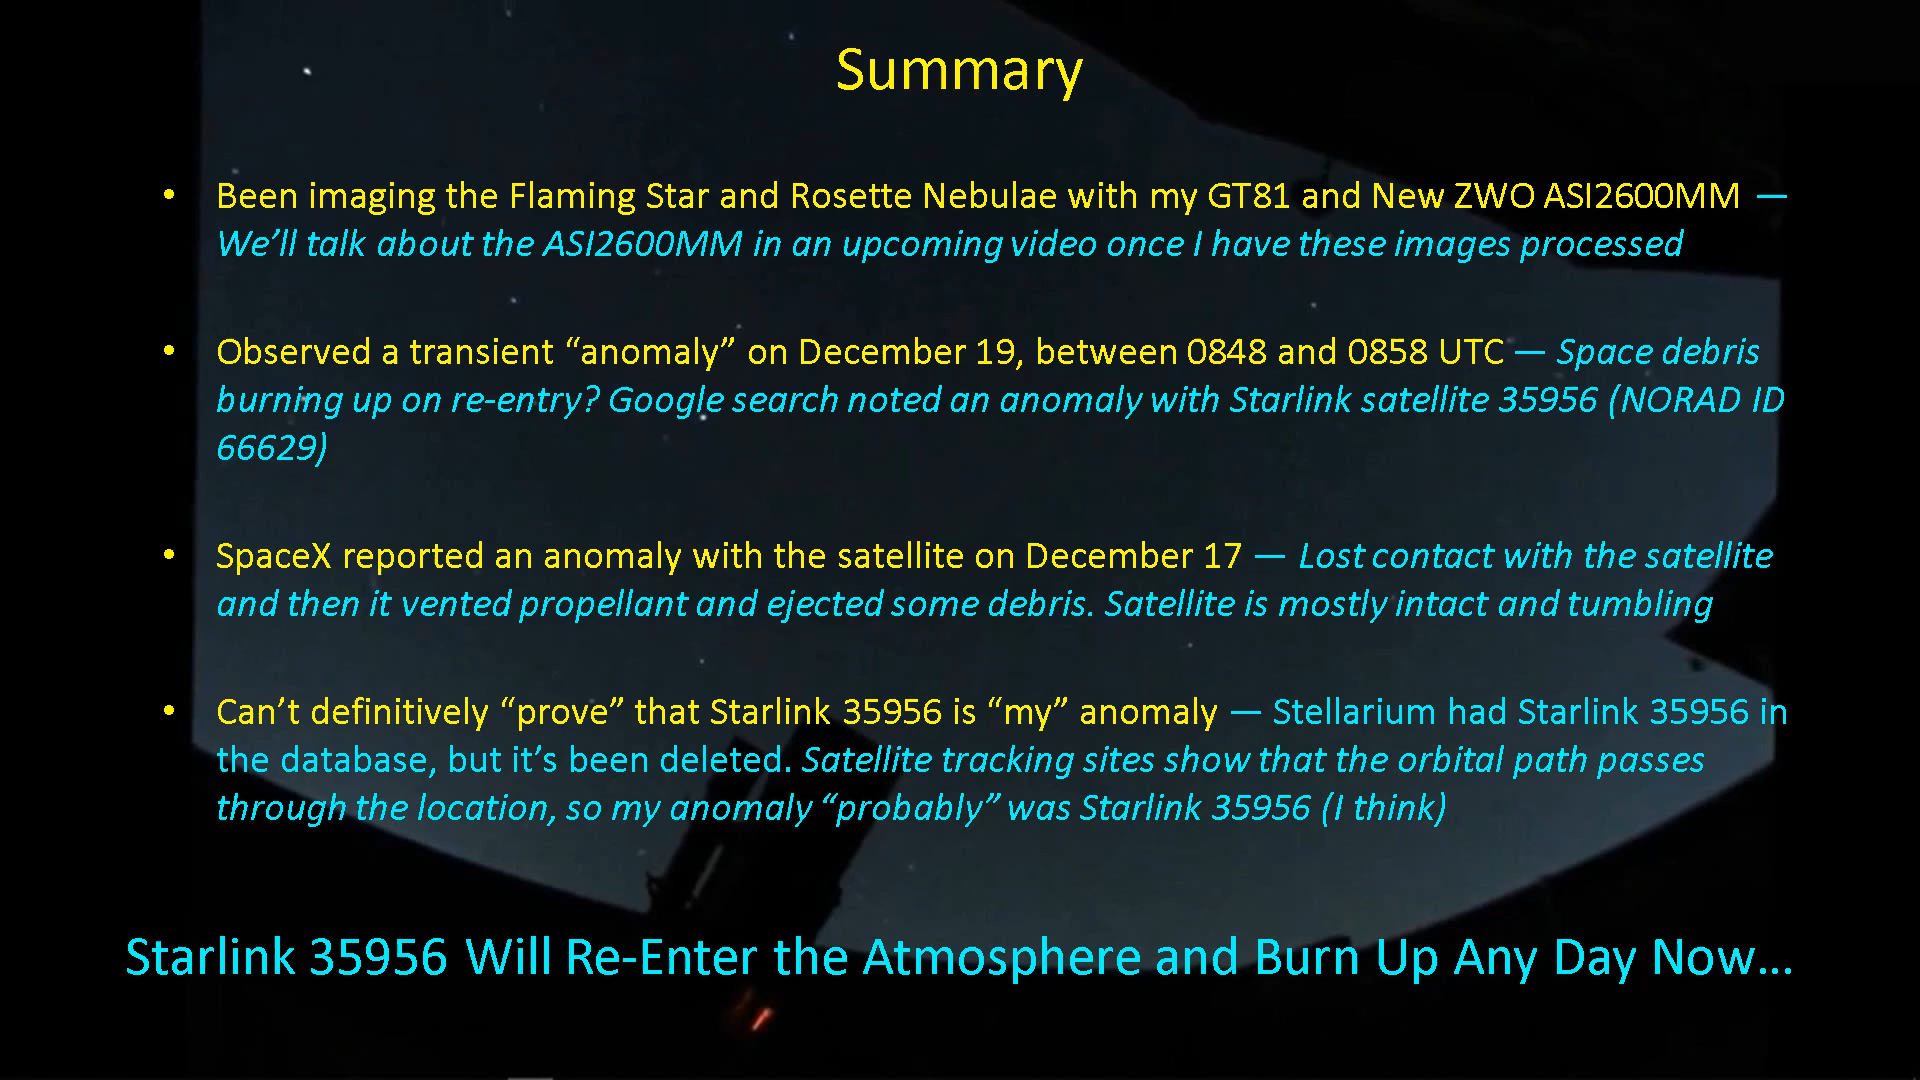 Summary
• Been imaging the Flaming Star and Rosette Nebulae with my GT81 and New ZWO ASI2600MM —
We’ll talk about the ASI2600MM in an upcoming video once I have these images processed
• Observed a transient “anomaly” on December 19, between 0848 and 0858 UTC — Space debris
burning up on re-entry? Google search noted an anomaly with Starlink satellite 35956 (NORAD ID
66629)
• SpaceX reported an anomaly with the satellite on December 17 — Lost contact with the satellite
and then it vented propellant and ejected some debris. Satellite is mostly intact and tumbling
• Can’t definitively “prove” that Starlink 35956 is “my” anomaly — Stellarium had Starlink 35956 in
the database, but it’s been deleted. Satellite tracking sites show that the orbital path passes
through the location, so my anomaly “probably” was Starlink 35956 (I think)
Starlink 35956 Will Re-Enter the Atmosphere and Burn Up Any Day Now…